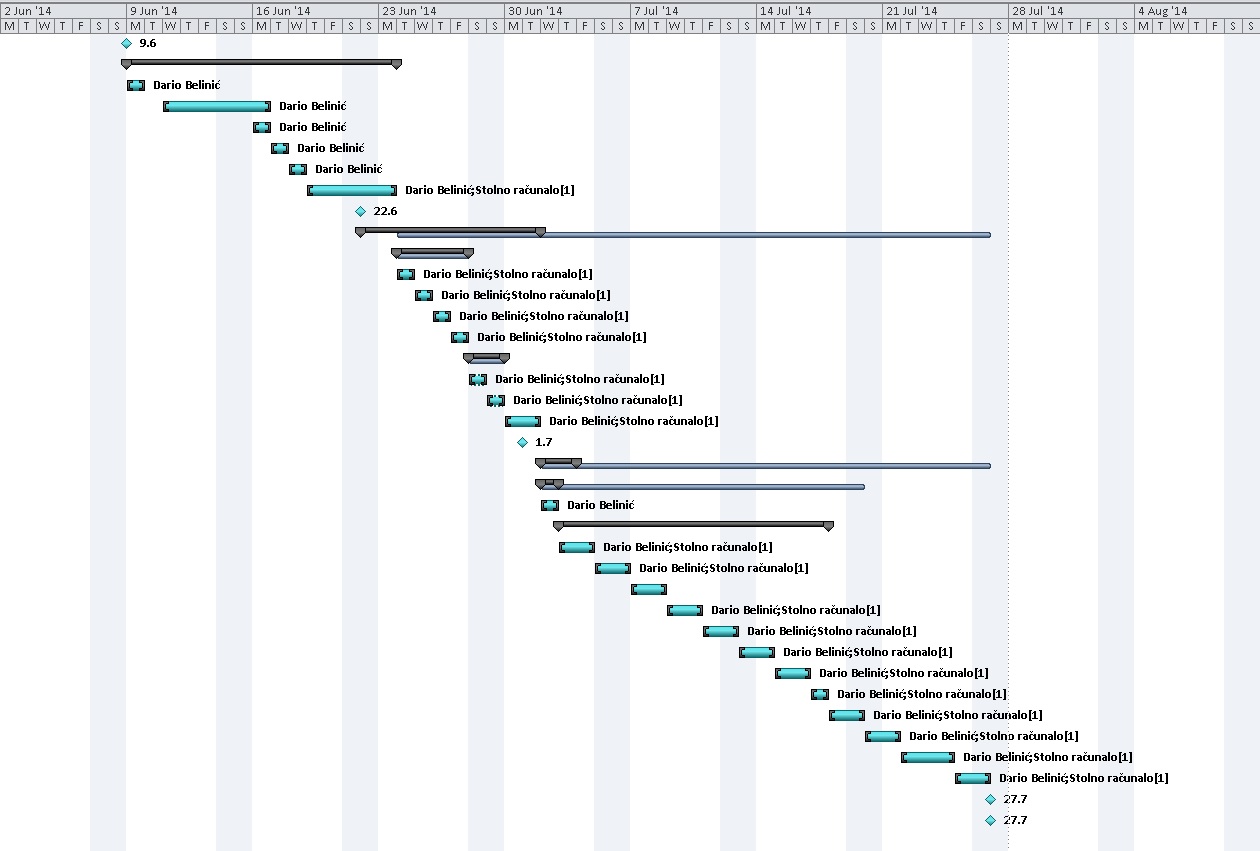 2 Jun '14 9 Jun '14 16 Jun '14 23 Jun '14 30 Jun '14 7 Jul '14 14 Jul '14 21 Jul '14 28 Jul '14 4 Aug '14
M T W T F S S M T W T F S S M T W T F S S M T W T F S S M T W T F S S M T W T F S S M T W T F S S M T W T F S S M T W T F S S M T W T F S S
9.6
Dario Belinić
Dario Belinić
Dario Belinić
Dario Belinić
Dario Belinić
Dario Belinić;Stolno računalo[1]
22.6
Dario Belinić;Stolno računalo[1]
Dario Belinić;Stolno računalo[1]
Dario Belinić;Stolno računalo[1]
Dario Belinić;Stolno računalo[1]
Dario Belinić;Stolno računalo[1]
Dario Belinić;Stolno računalo[1]
Dario Belinić;Stolno računalo[1]
1.7
Dario Belinić
Dario Belinić;Stolno računalo[1]
Dario Belinić;Stolno računalo[1]
Dario Belinić;Stolno računalo[1]
Dario Belinić;Stolno računalo[1]
Dario Belinić;Stolno računalo[1]
Dario Belinić;Stolno računalo[1]
Dario Belinić;Stolno računalo[1]
Dario Belinić;Stolno računalo[1]
Dario Belinić;Stolno računalo[1]
Dario Belinić;Stolno računalo[1]
Dario Belinić;Stolno računalo[1]
27.7
27.7